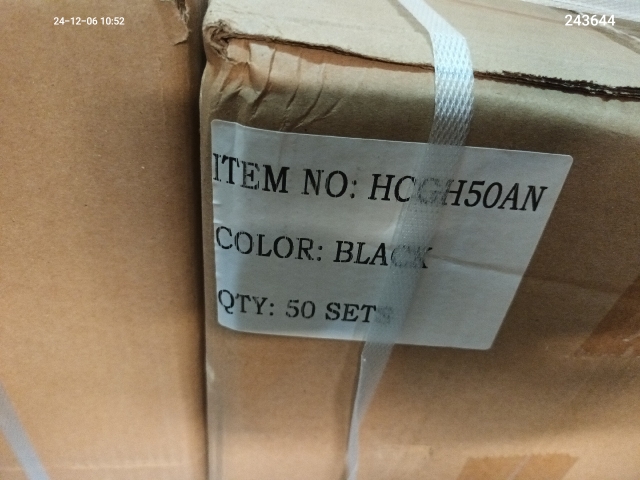 24-12-06 10:52
243644
ITEM NO: HCGH50AN
COLOR: BLACK
QTY: 50 SETS